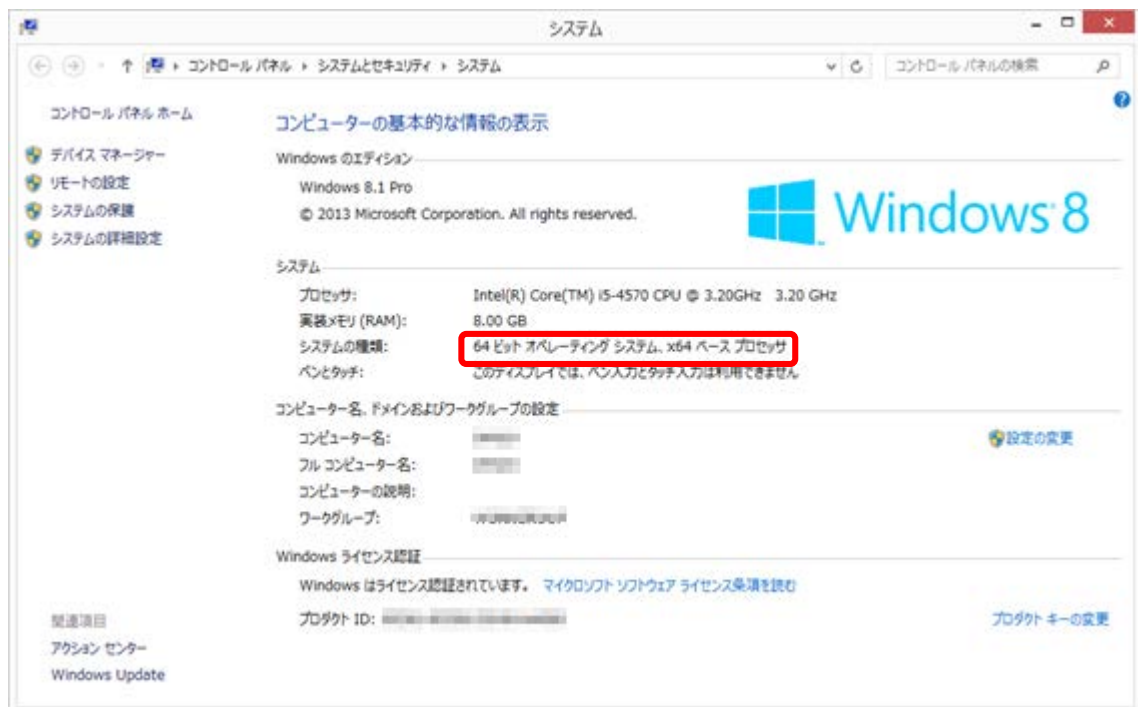 システム
コントロール パネル ▸ システムとセキュリティ ▸ システム
コントロール パネルの検索
コントロール パネル ホーム
デバイス マネージャー
リモートの設定
システムの保護
システムの詳細設定
コンピューターの基本的な情報の表示
Windows のエディション
Windows 8.1 Pro
© 2013 Microsoft Corporation. All rights reserved.
Windows 8
システム
プロセッサ: Intel(R) Core(TM) i5-4570 CPU @ 3.20GHz 3.20 GHz
実装メモリ (RAM): 8.00 GB
システムの種類: 64 ビット オペレーティング システム、x64 ベース プロセッサ
ペンとタッチ: このディスプレイでは、ペン入力とタッチ入力は利用できません
コンピューター名、ドメインおよびワークグループの設定
コンピューター名:
設定の変更
フル コンピューター名:
コンピューターの説明:
ワークグループ:
Windows ライセンス認証
Windows はライセンス認証されています。 マイクロソフト ソフトウェア ライセンス条項を読む
プロダクト ID:
プロダクト キーの変更
関連項目
アクション センター
Windows Update